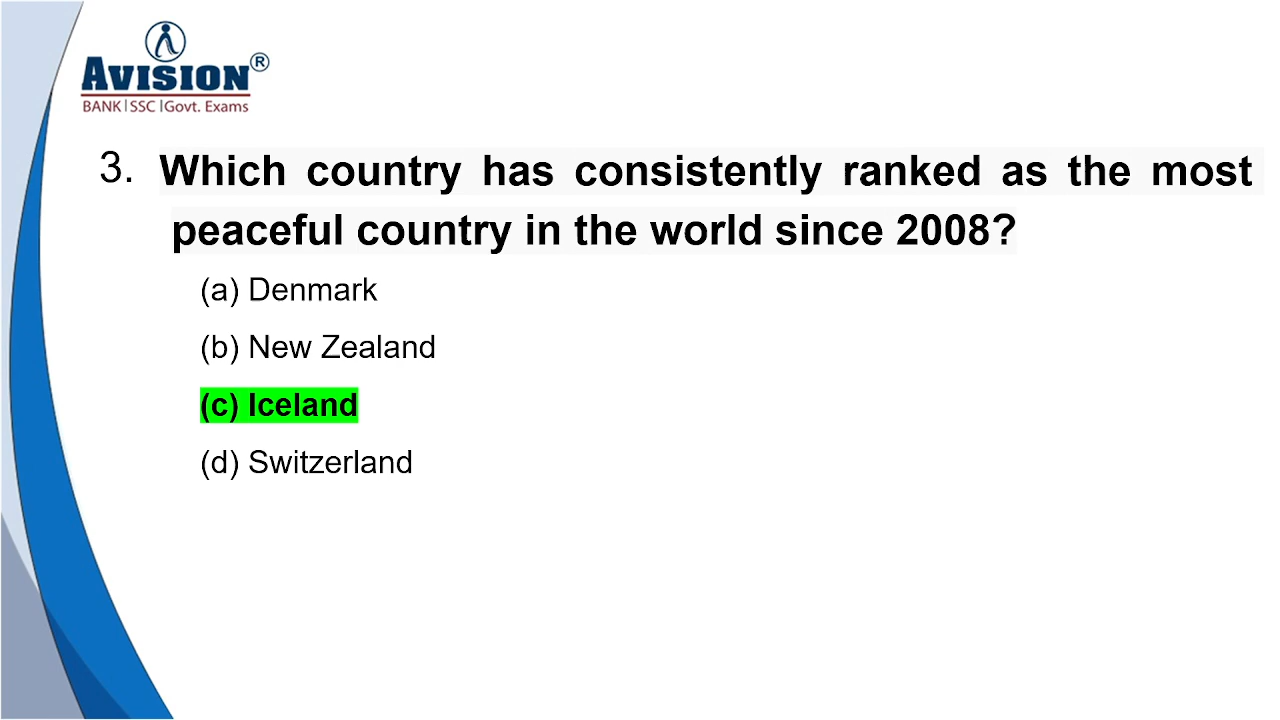 AVISION®
BANK|SSC|Govt. Exams
3. Which country has consistently ranked as the most
peaceful country in the world since 2008?
(a) Denmark
(b) New Zealand
(c) Iceland
(d) Switzerland